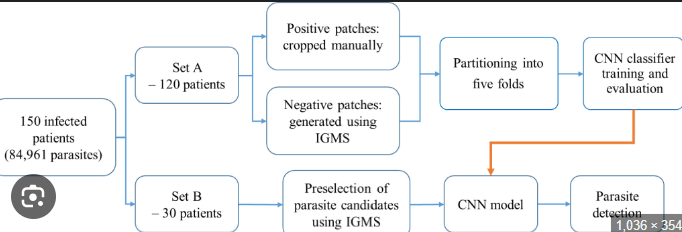 Positive patches:
cropped manually
Set A
– 120 patients
Partitioning into
five folds
CNN classifier
training and
evaluation
Negative patches:
generated using
IGMS
150 infected
patients
(84,961 parasites)
Set B
– 30 patients
Preselection of
parasite candidates
using IGMS
CNN model
Parasite
detection
1,036 × 354